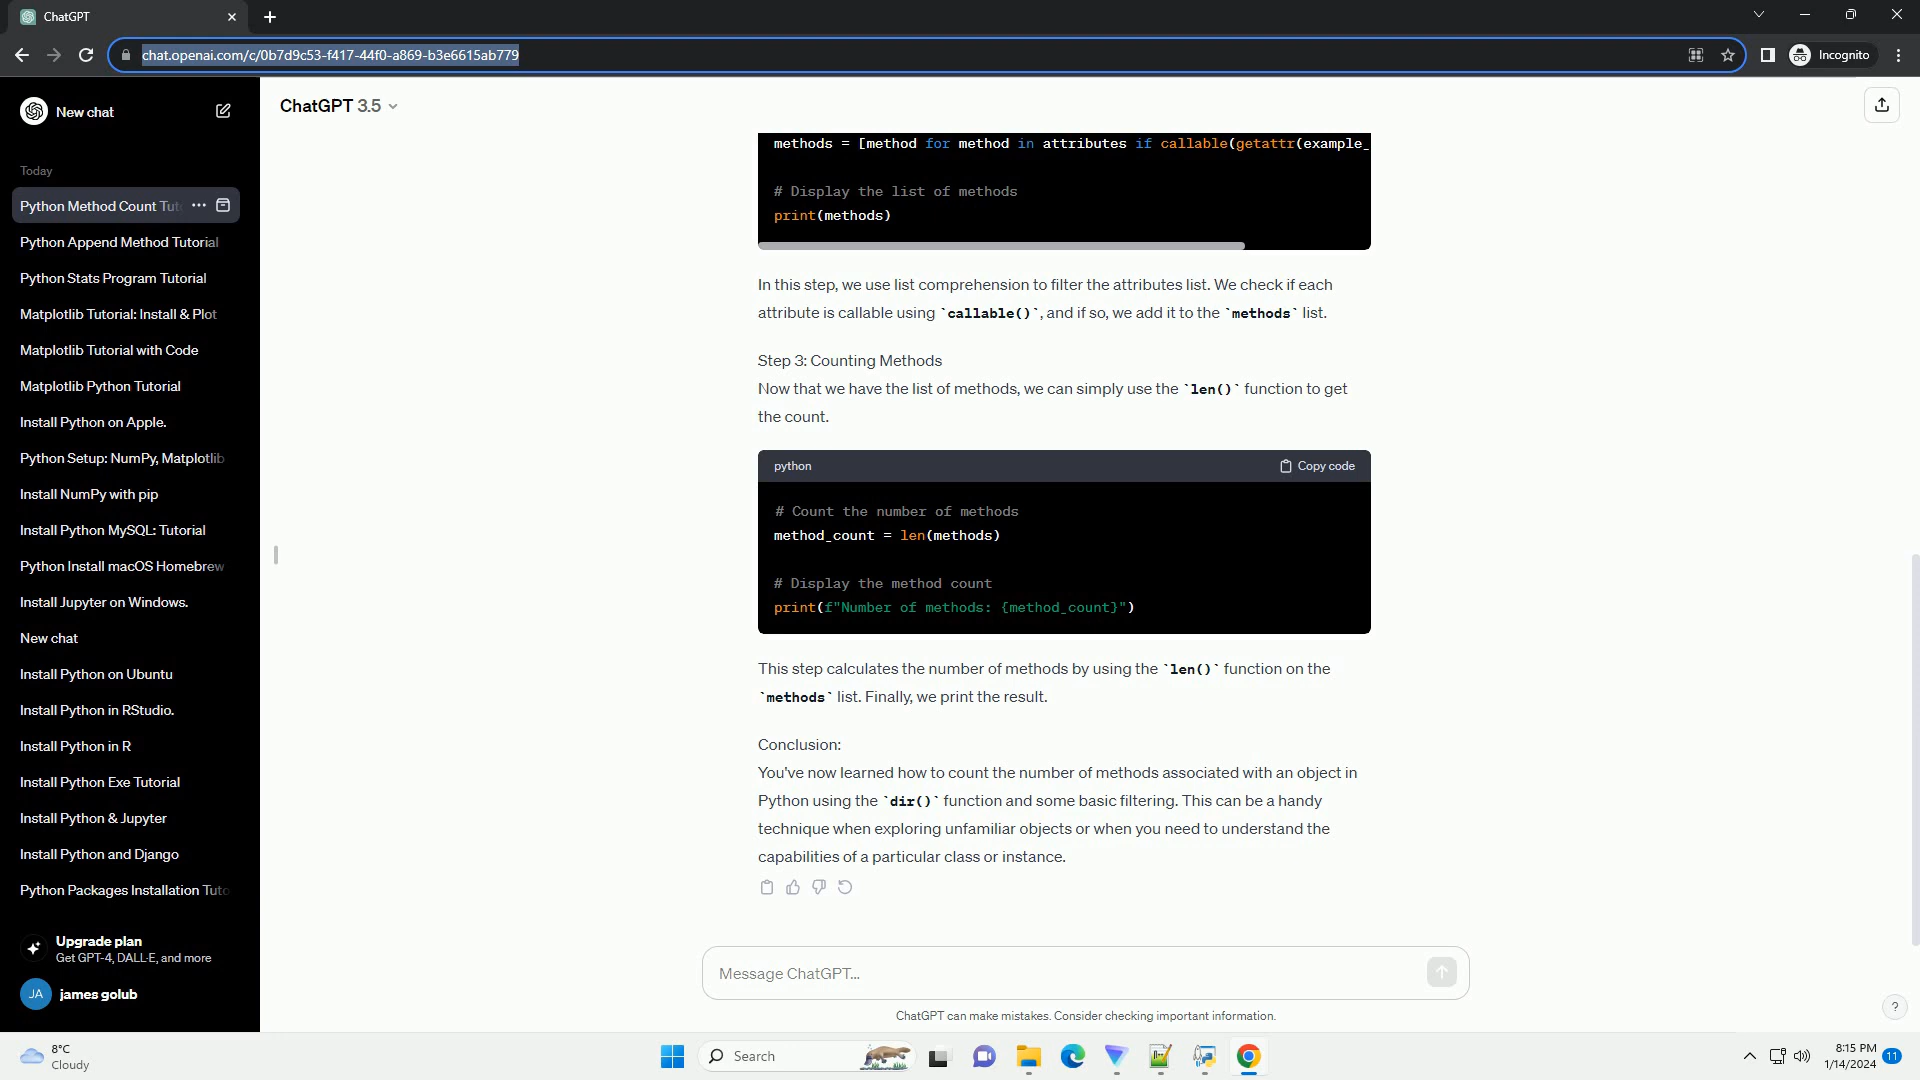 ChatGPT
chat.openai.com/c/0b7d9c53-f417-44f0-a869-b3e6615ab779
Incognito
New chat
Today
Python Method Count Tut
Python Append Method Tutorial
Python Stats Program Tutorial
Matplotlib Tutorial: Install & Plot
Matplotlib Tutorial with Code
Matplotlib Python Tutorial
Install Python on Apple.
Python Setup: NumPy, Matplotlib
Install NumPy with pip
Install Python MySQL: Tutorial
Python Install macOS Homebrew
Install Jupyter on Windows.
New chat
Install Python on Ubuntu
Install Python in RStudio.
Install Python in R
Install Python Exe Tutorial
Install Python & Jupyter
Install Python and Django
Python Packages Installation Tuto
Upgrade plan
Get GPT-4, DALL·E, and more
JA
james golub
ChatGPT 3.5
methods = [method for method in attributes if callable(getattr(example_
# Display the list of methods
print(methods)
In this step, we use list comprehension to filter the attributes list. We check if each
attribute is callable using `callable()`, and if so, we add it to the `methods` list.
Step 3: Counting Methods
Now that we have the list of methods, we can simply use the `len()` function to get
the count.
python
Copy code
# Count the number of methods
method_count = len(methods)
# Display the method count
print(f"Number of methods: {method_count}")
This step calculates the number of methods by using the `len()` function on the
`methods` list. Finally, we print the result.
Conclusion:
You've now learned how to count the number of methods associated with an object in
Python using the `dir()` function and some basic filtering. This can be a handy
technique when exploring unfamiliar objects or when you need to understand the
capabilities of a particular class or instance.
Message ChatGPT...
ChatGPT can make mistakes. Consider checking important information.
?
8°C
Cloudy
Search
8:15 PM
1/14/2024
11